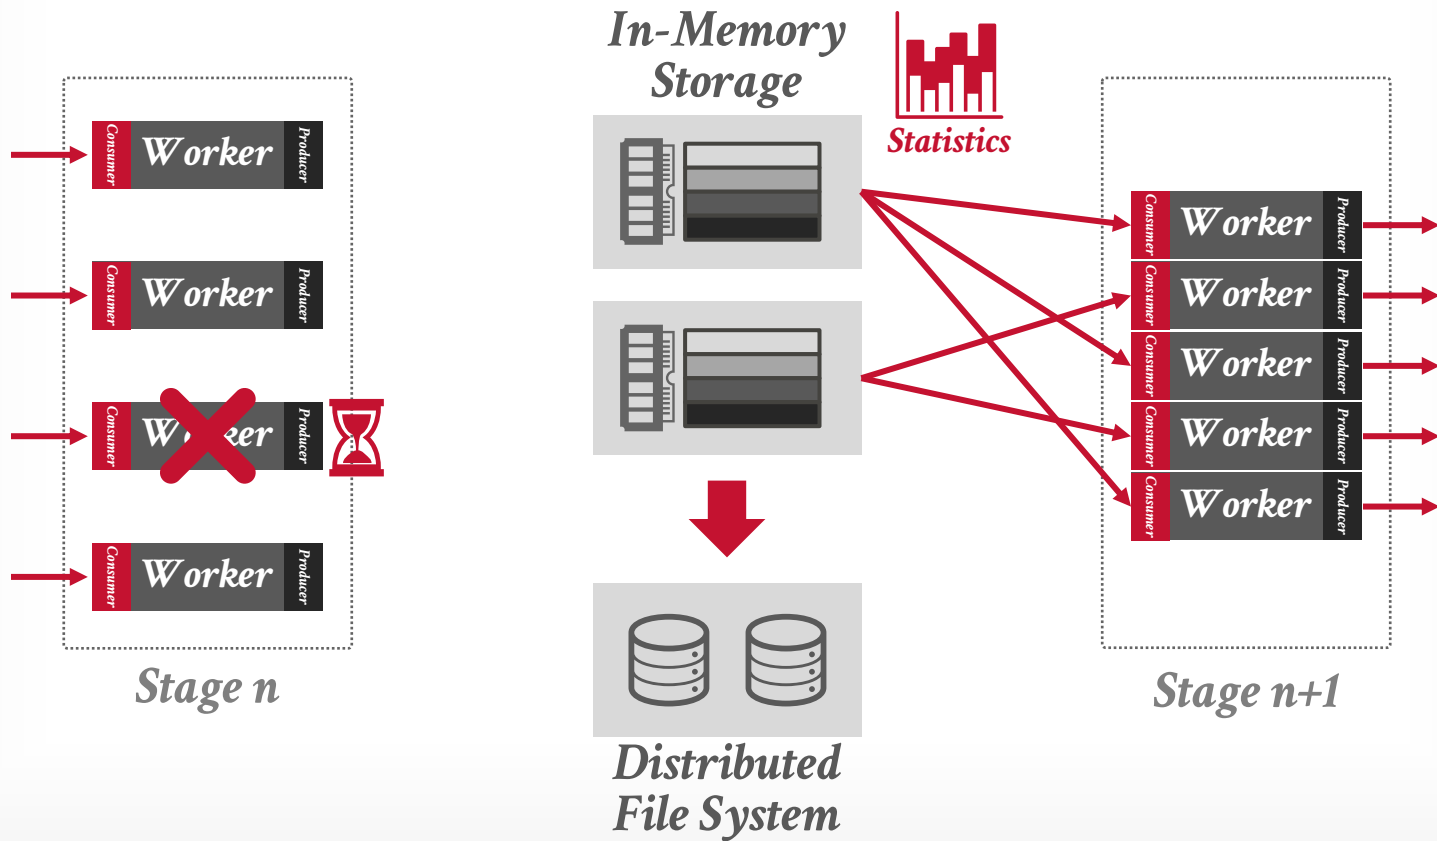 In-Memory
Storage
Statistics
Consumer
Worker
Producer
Consumer
Worker
Producer
Consumer
Worker
Producer
Consumer
Worker
Producer
Stage n
Consumer
Worker
Producer
Consumer
Worker
Producer
Consumer
Worker
Producer
Consumer
Worker
Producer
Consumer
Worker
Producer
Stage n+1
Distributed
File System